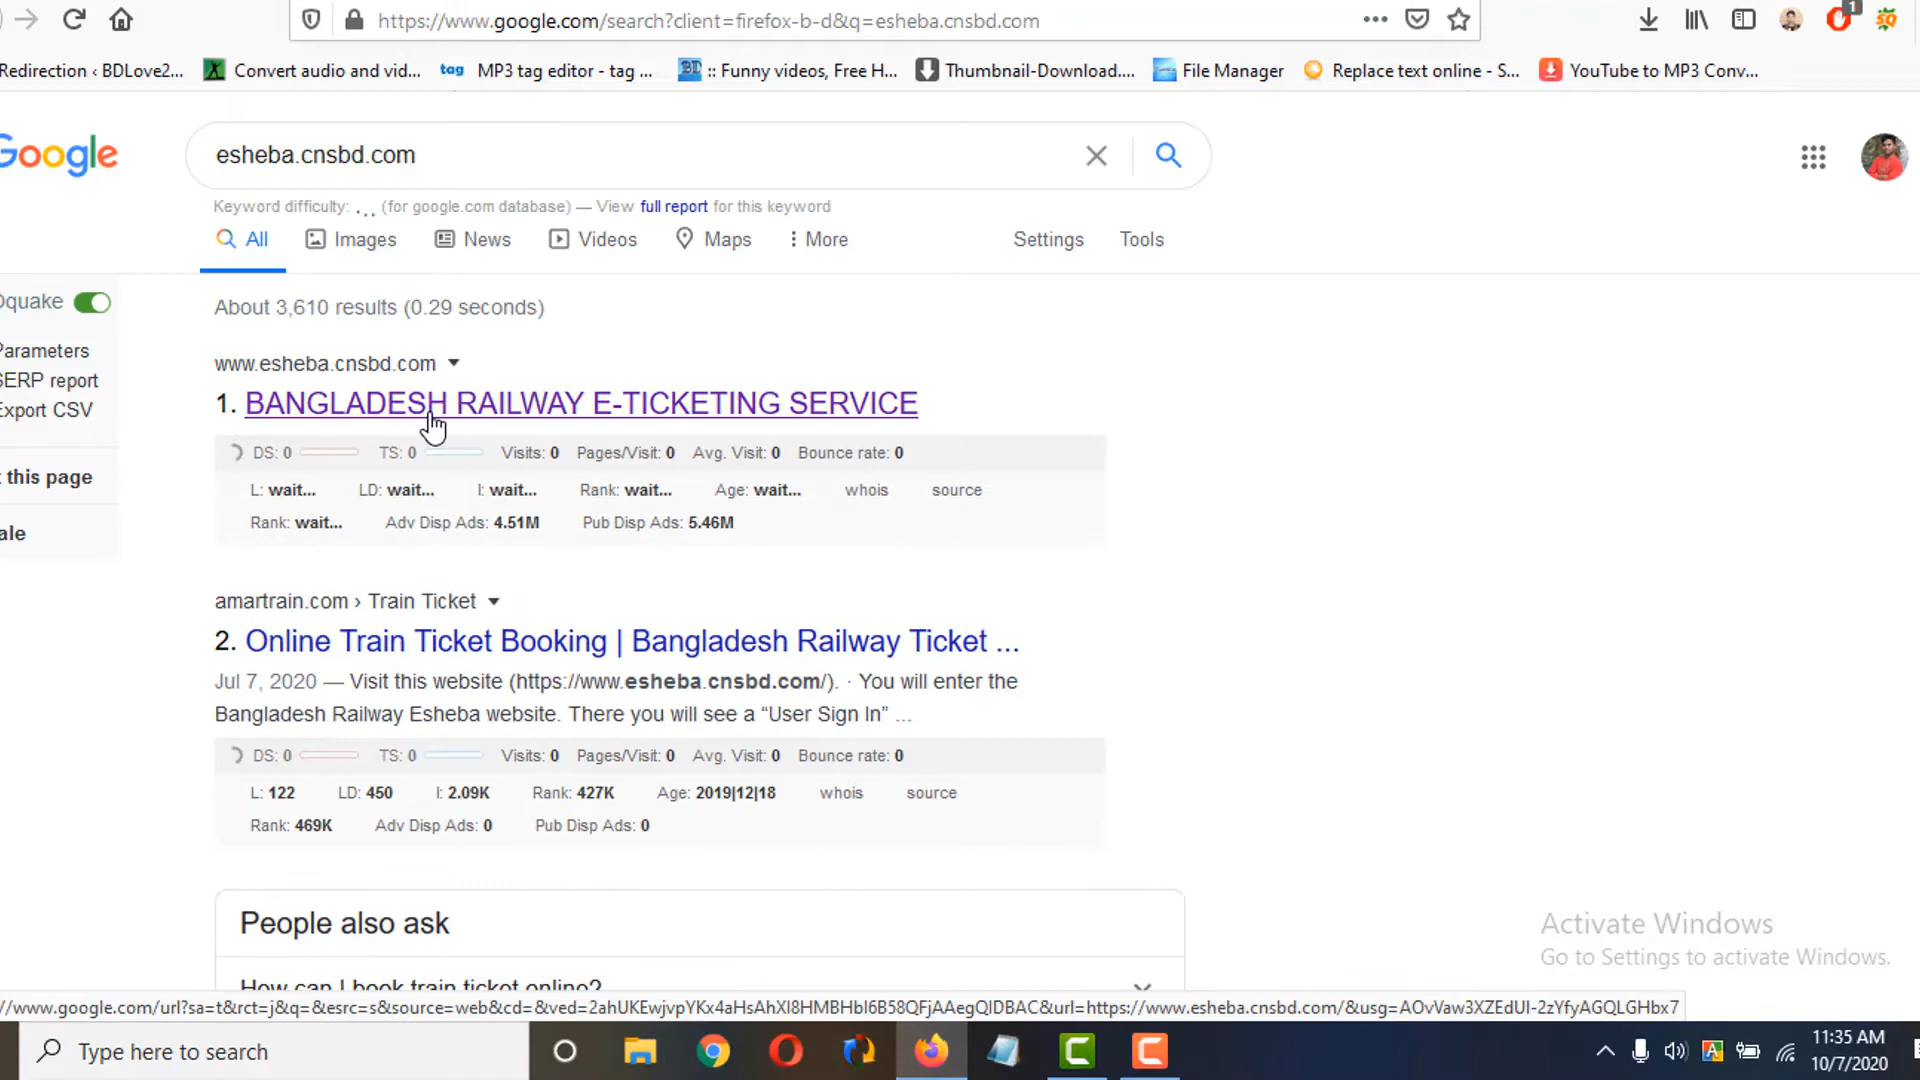 https://www.google.com/search?client=firefox-b-d&q=esheba.cnsbd.com
1
Redirection ‹ BDLove2...
Convert audio and vid...
tag MP3 tag editor - tag ...
BD :: Funny videos, Free H...
Thumbnail-Download....
File Manager
Replace text online - S...
YouTube to MP3 Conv...
Google
esheba.cnsbd.com
Keyword difficulty: ... (for google.com database) — View full report for this keyword
All
Images
News
Videos
Maps
More
Settings
Tools
quake
Parameters
SERP report
Export CSV
this page
ale
About 3,610 results (0.29 seconds)
www.esheba.cnsbd.com
1. BANGLADESH RAILWAY E-TICKETING SERVICE
DS: 0 TS: 0 Visits: 0 Pages/Visit: 0 Avg. Visit: 0 Bounce rate: 0
L: wait... LD: wait... I: wait... Rank: wait... Age: wait... whois source
Rank: wait... Adv Disp Ads: 4.51M Pub Disp Ads: 5.46M
amartrain.com › Train Ticket
2. Online Train Ticket Booking | Bangladesh Railway Ticket ...
Jul 7, 2020 — Visit this website (https://www.esheba.cnsbd.com/). · You will enter the
Bangladesh Railway Esheba website. There you will see a “User Sign In” ...
DS: 0 TS: 0 Visits: 0 Pages/Visit: 0 Avg. Visit: 0 Bounce rate: 0
L: 122 LD: 450 I: 2.09K Rank: 427K Age: 2019|12|18 whois source
Rank: 469K Adv Disp Ads: 0 Pub Disp Ads: 0
People also ask
How can I book train ticket online?
Activate Windows
Go to Settings to activate Windows.
//www.google.com/url?sa=t&rct=j&q=&esrc=s&source=web&cd=&ved=2ahUKEwjvpYKx4aHsAhXI8HMBHbI6B58QFjAAegQIDBAC&url=https://www.esheba.cnsbd.com/&usg=AOvVaw3XZEdUI-2zYfyAGQLGHbx7
Type here to search
11:35 AM
10/7/2020